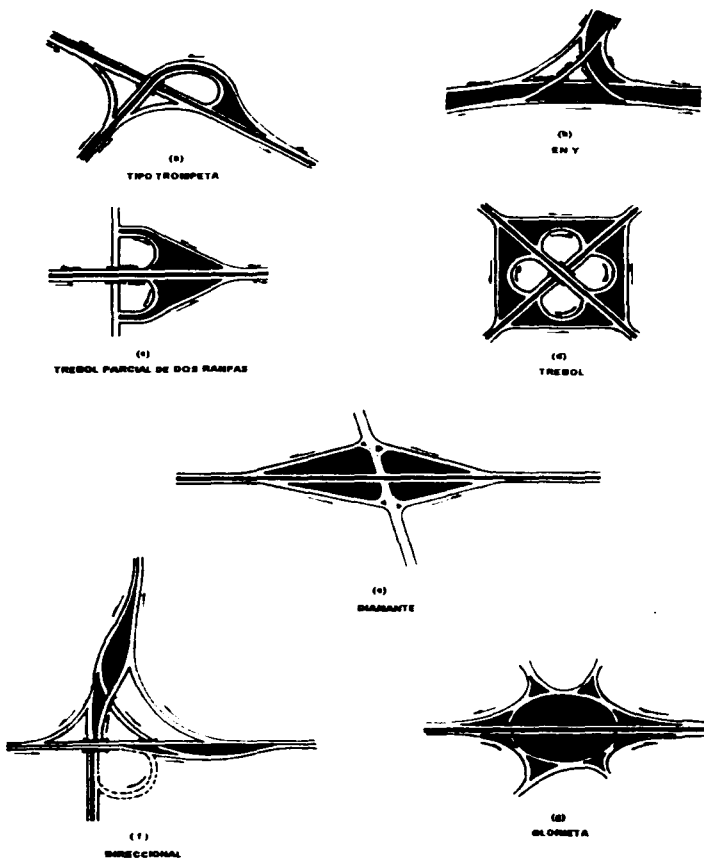 (a)
TIPO TROMPETA
(b)
EN Y
(c)
TREBOL PARCIAL DE DOS RAMPAS
(d)
TREBOL
(e)
DIAMANTE
(f)
DIRECCIONAL
(g)
GLORIETA